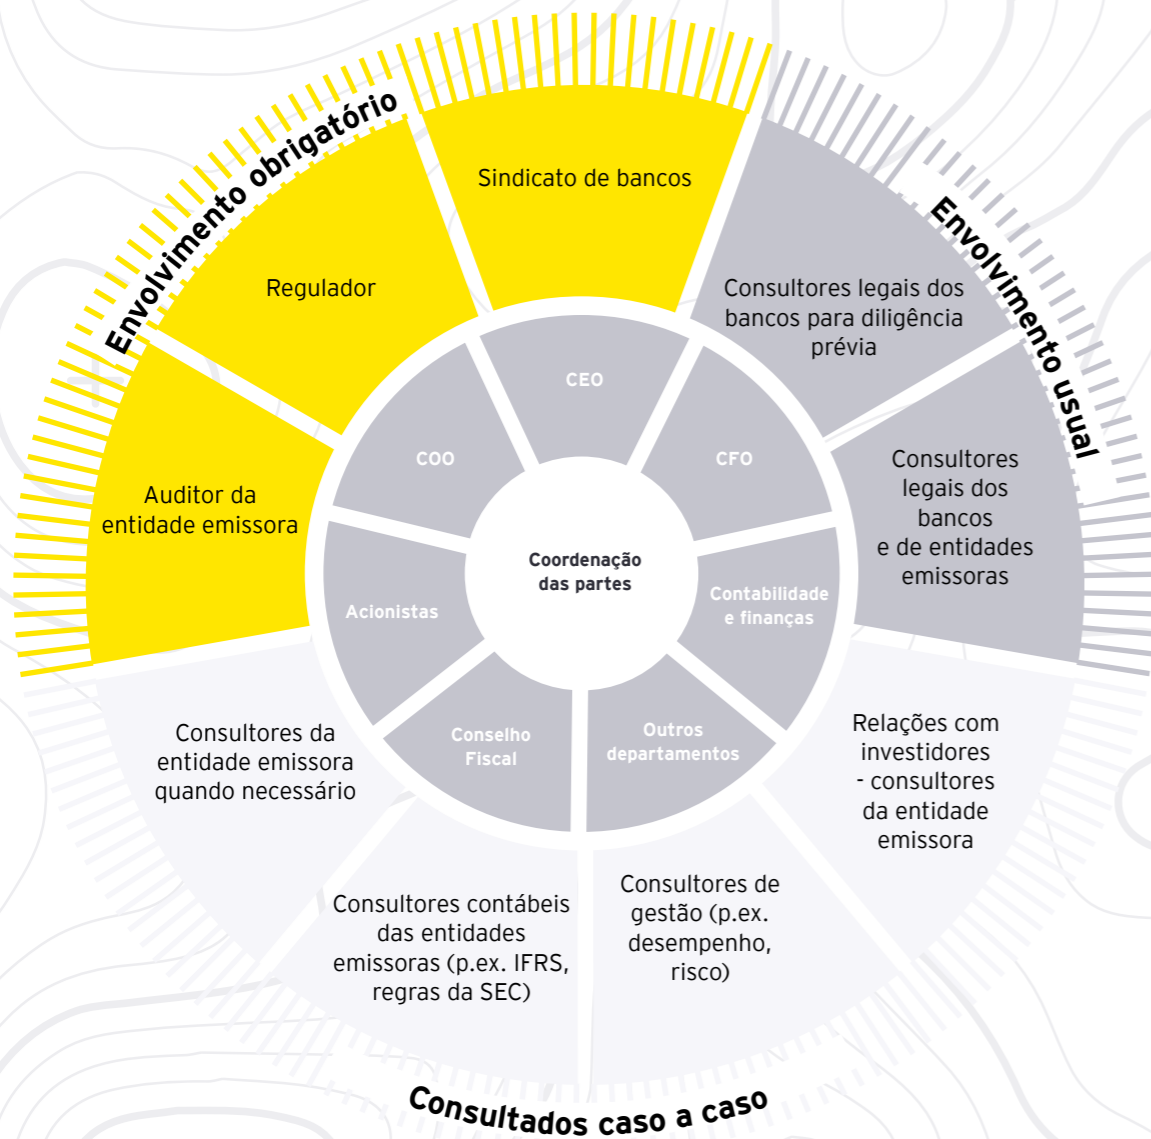 Envolvimento obrigatório
Sindicato de bancos
Regulador
Auditor da
entidade emissora
Envolvimento usual
Consultores legais dos
bancos para diligência
prévia
Consultores
legais dos
bancos
e de entidades
emissoras
CEO
COO
CFO
Coordenação
das partes
Acionistas
Contabilidade
e finanças
Conselho
Fiscal
Outros
departamentos
Consultores da
entidade emissora
quando necessário
Relações com
investidores
- consultores
da entidade
emissora
Consultores contábeis
das entidades
emissoras (p.ex. IFRS,
regras da SEC)
Consultores de
gestão (p.ex.
desempenho,
risco)
Consultados caso a caso